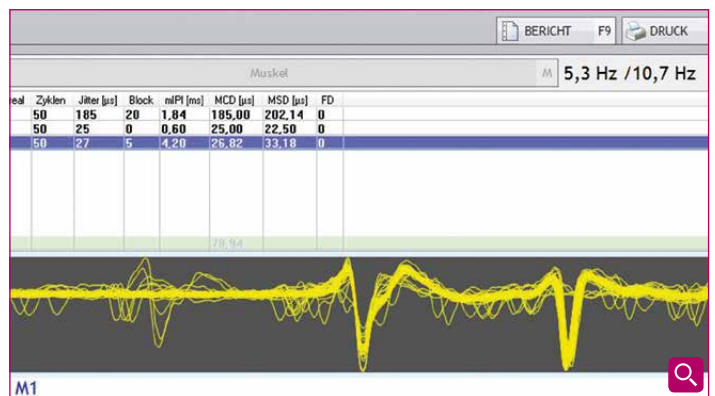 BERICHT F9 DRUCK
Muskel M 5,3 Hz /10,7 Hz
eal Zyklen Jitter [µs] Block mIPI [ms] MCD [µs] MSD [µs] FD
50 185 20 1,84 185,00 202,14 0
50 25 0 0,60 25,00 22,50 0
50 27 5 4,20 26,82 33,18 0
78,94
M1